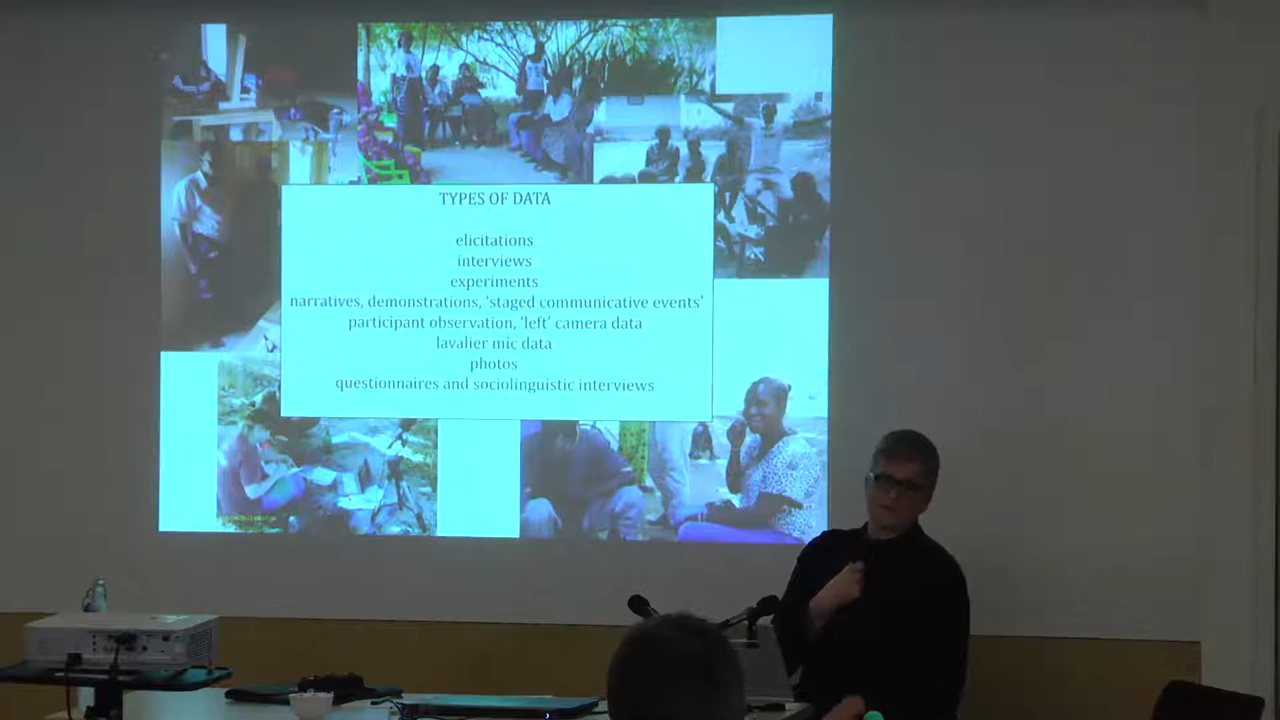 TYPES OF DATA
elicitations
interviews
experiments
narratives, demonstrations, ‘staged communicative events’
participant observation, ‘left’ camera data
lavalier mic data
photos
questionnaires and sociolinguistic interviews